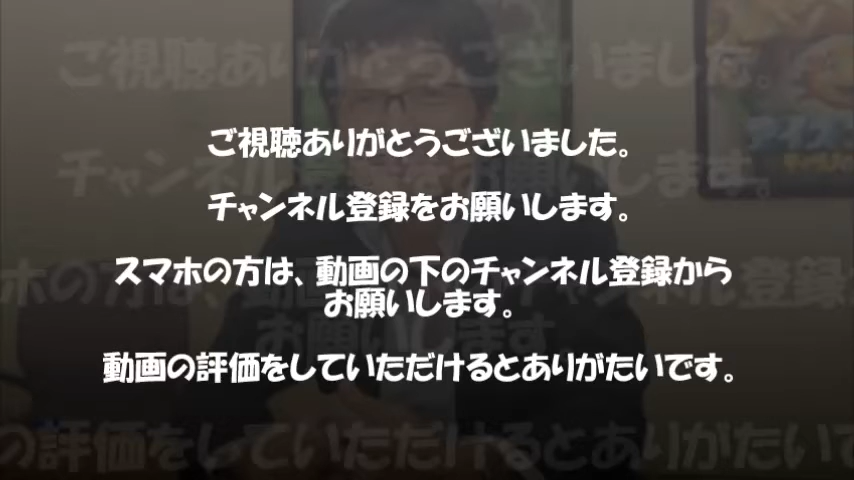 ご視聴ありがとうございました。
チャンネル登録をお願いします。
スマホの方は、動画の下のチャンネル登録から
お願いします。
動画の評価をしていただけるとありがたいです。